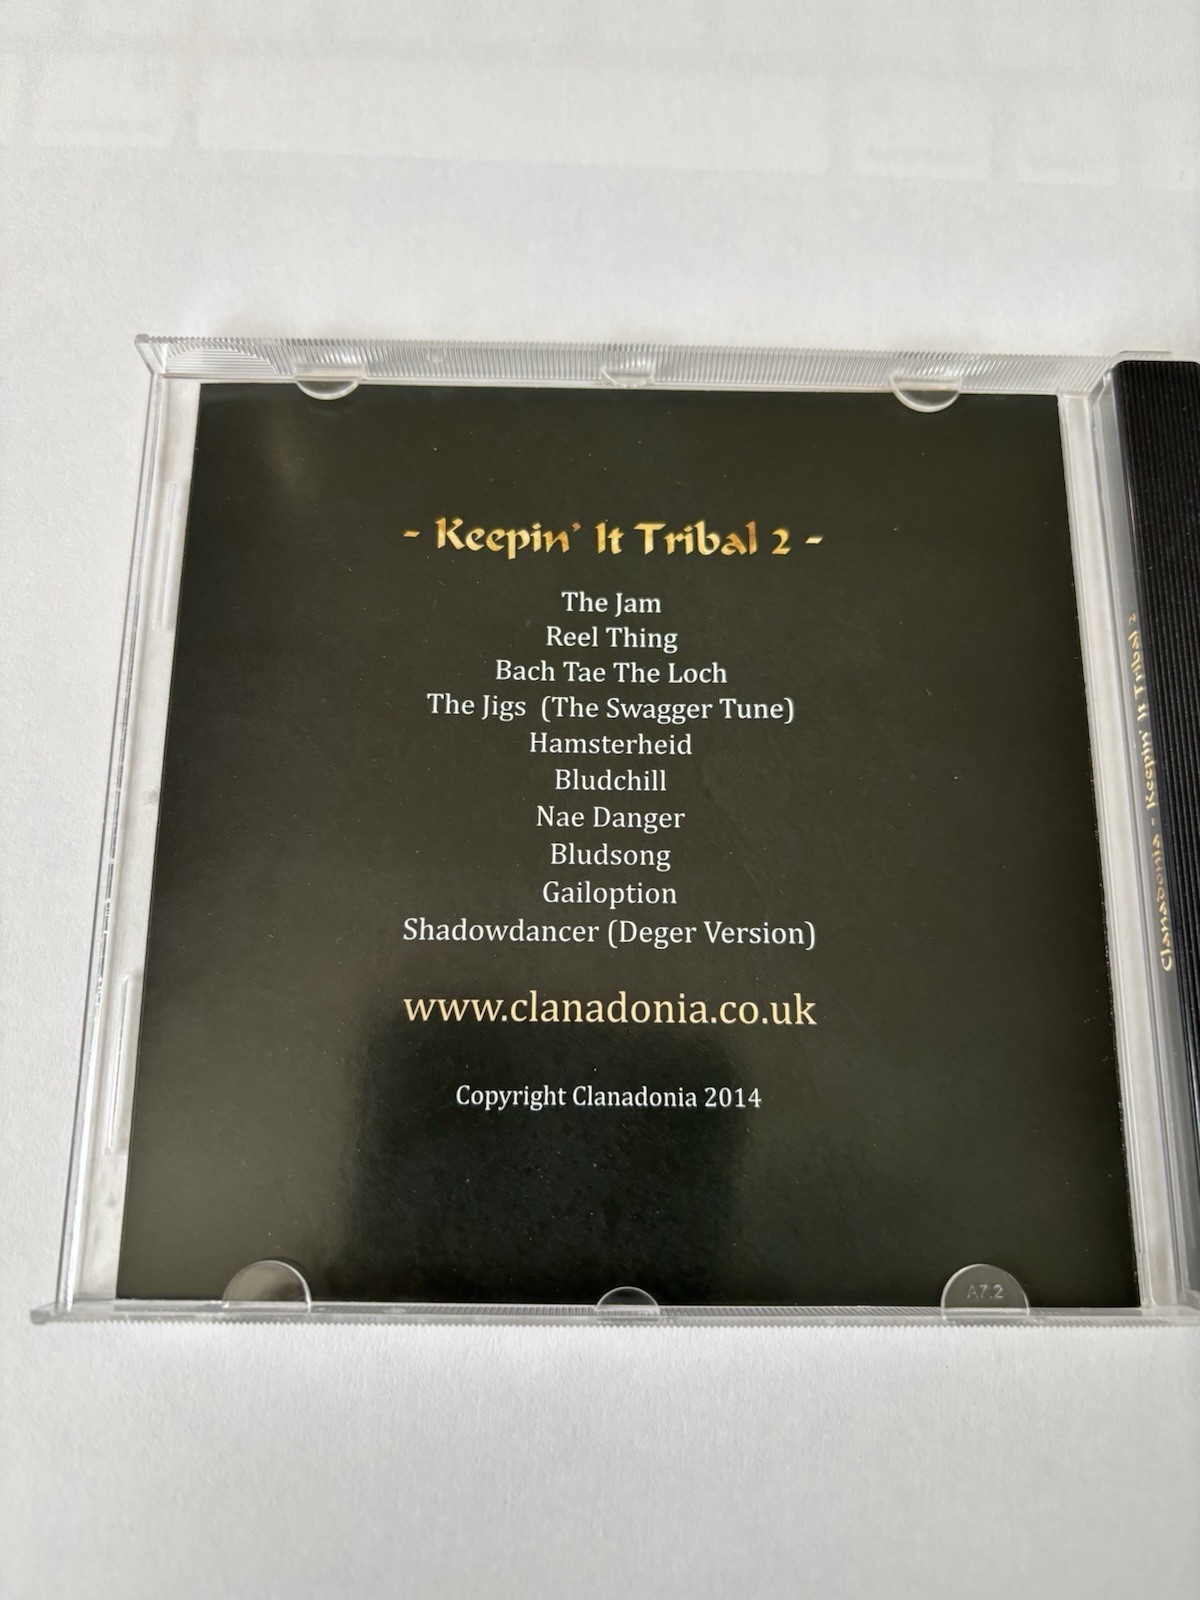 - Keepin' It Tribal 2 -
The Jam
Reel Thing
Bach Tae The Loch
The Jigs  (The Swagger Tune)
Hamsterheid
Bludchill
Nae Danger
Bludsong
Gailoption
Shadowdancer (Deger Version)
www.clanadonia.co.uk
Copyright Clanadonia 2014
A7.2
Clanadonia - Keepin' It Tribal 2